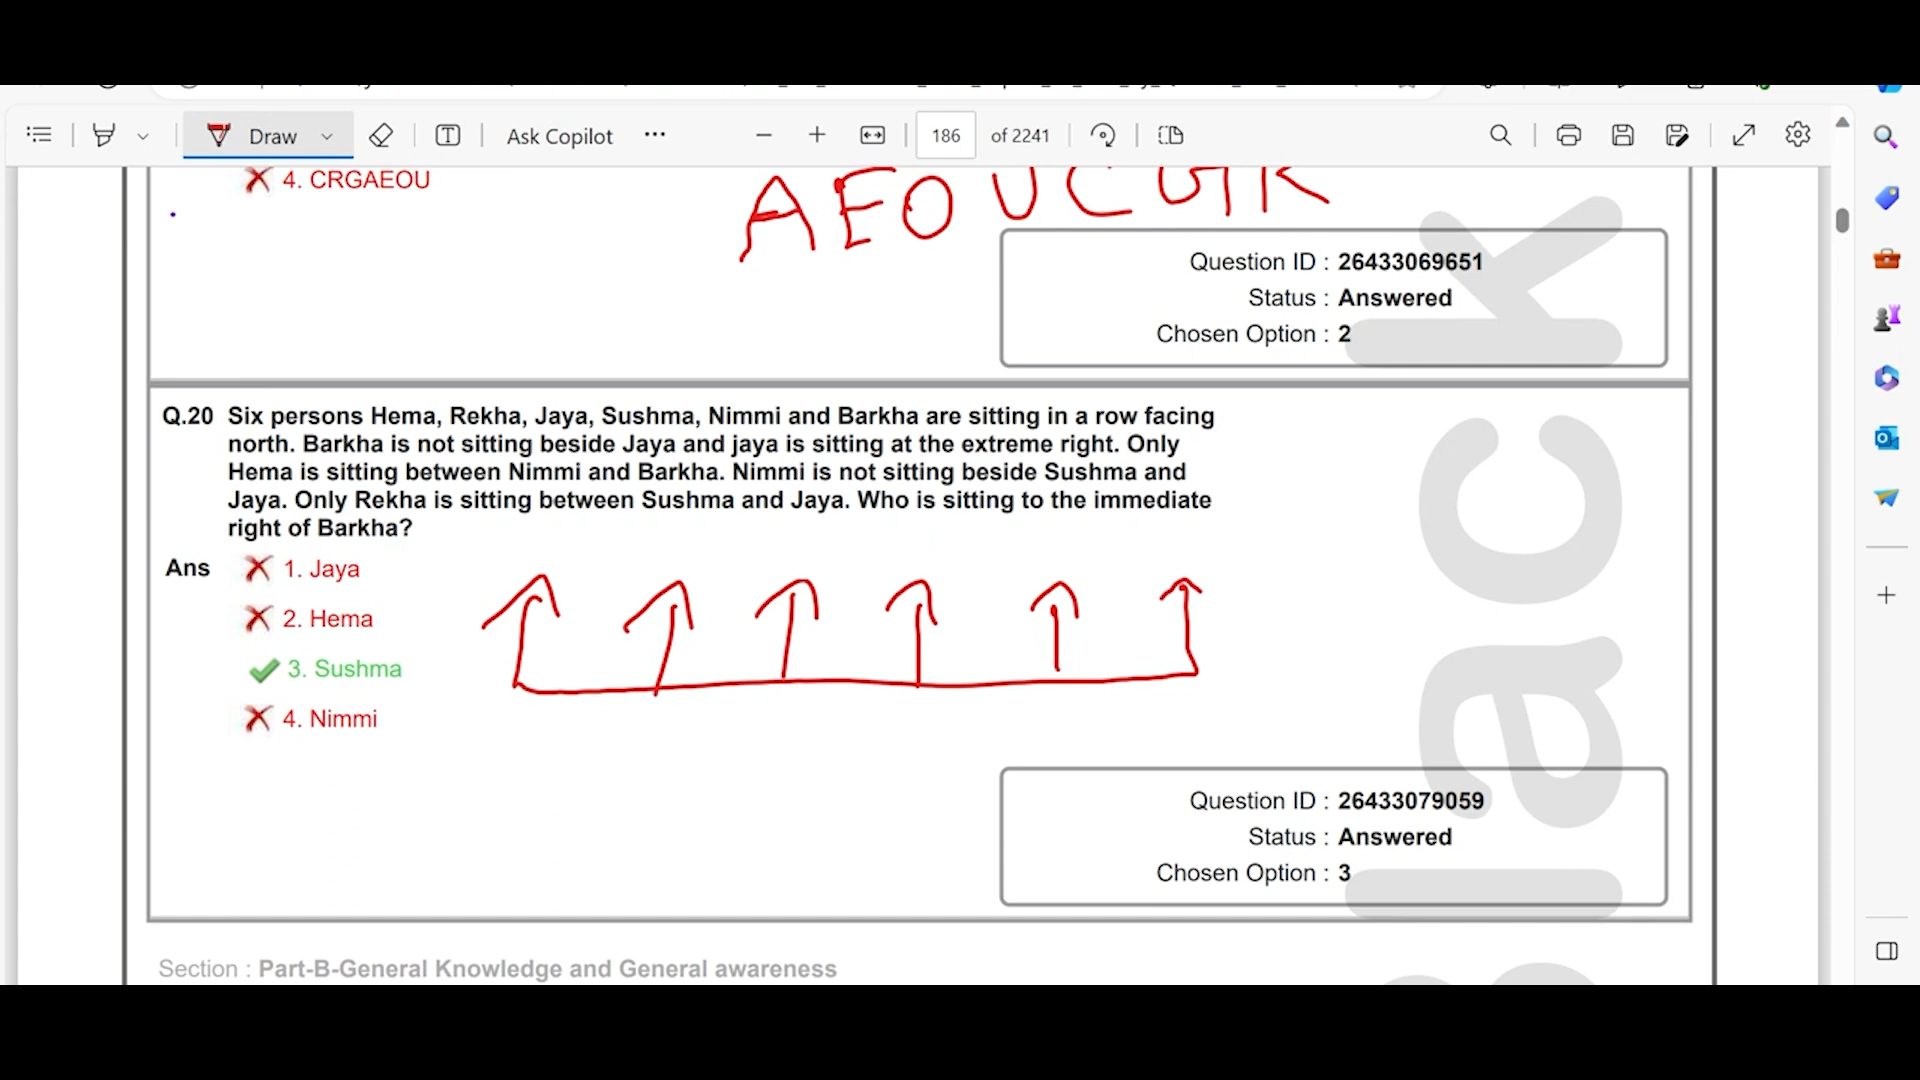 Draw
Ask Copilot
186 of 2241
4. CRGAEOU
AEOUCGR
Question ID : 26433069651
Status : Answered
Chosen Option : 2
Q.20 Six persons Hema, Rekha, Jaya, Sushma, Nimmi and Barkha are sitting in a row facing
north. Barkha is not sitting beside Jaya and jaya is sitting at the extreme right. Only
Hema is sitting between Nimmi and Barkha. Nimmi is not sitting beside Sushma and
Jaya. Only Rekha is sitting between Sushma and Jaya. Who is sitting to the immediate
right of Barkha?
Ans 1. Jaya
2. Hema
3. Sushma
4. Nimmi
Question ID : 26433079059
Status : Answered
Chosen Option : 3
Section : Part-B-General Knowledge and General awareness
lack